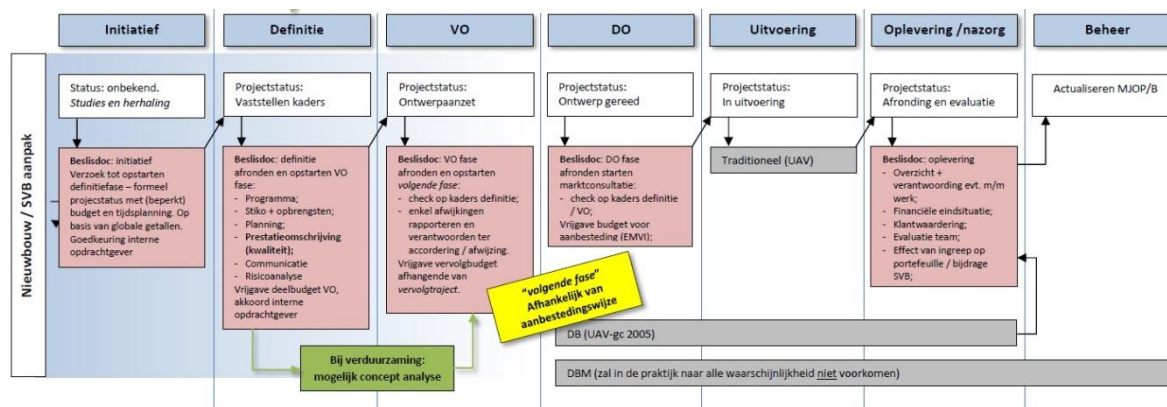 Initiatief
Definitie
VO
DO
Uitvoering
Oplevering /nazorg
Beheer
Nieuwbouw / SVB aanpak
Status: onbekend.
Studies en herhaling
Projectstatus:
Vaststellen kaders
Projectstatus:
Ontwerpaanzet
Projectstatus:
Ontwerp gereed
Projectstatus:
In uitvoering
Projectstatus:
Afronding en evaluatie
Actualiseren MJOP/B
Beslisdoc: initiatief
Verzoek tot opstarten
definitiefase – formeel
projecstatus met (beperkt)
budget en tijdsplanning. Op
basis van globale getallen.
Goedkeuring interne
opdrachtgever
Beslisdoc: definitie
afronden en opstarten VO
fase:
- Programma;
- Stiko + opbrengsten;
- Planning;
- Prestatieomschrijving
(kwaliteit);
- Communicatie
- Risicoanalyse
Vrijgave deelbudget VO,
akkoord interne
opdrachtgever
Beslisdoc: VO fase
afronden en opstarten
volgende fase:
- check op kaders definitie;
- enkel afwijkingen
rapporteren en
verantwoorden ter
accordering / afwijzing.
Vrijgave vervolgbudget
afhangende van
vervolgtraject.
Beslisdoc: DO fase
afronden starten
marktconsultatie:
- check op kaders definitie
/ VO;
Vrijgave budget voor
aanbesteding (EMVI);
Traditioneel (UAV)
Beslisdoc: oplevering
- Overzicht +
verantwoording evt. m/m
werk;
- Financiële eindsituatie;
- Klantwaardering;
- Evaluatie team;
- Effect van ingreep op
portefeuille / bijdrage
SVB;
"volgende fase"
Afhankelijk van
aanbestedingswijze
DB (UAV-gc 2005)
Bij verduurzaming:
mogelijk concept analyse
DBM (zal in de praktijk naar alle waarschijnlijkheid niet voorkomen)